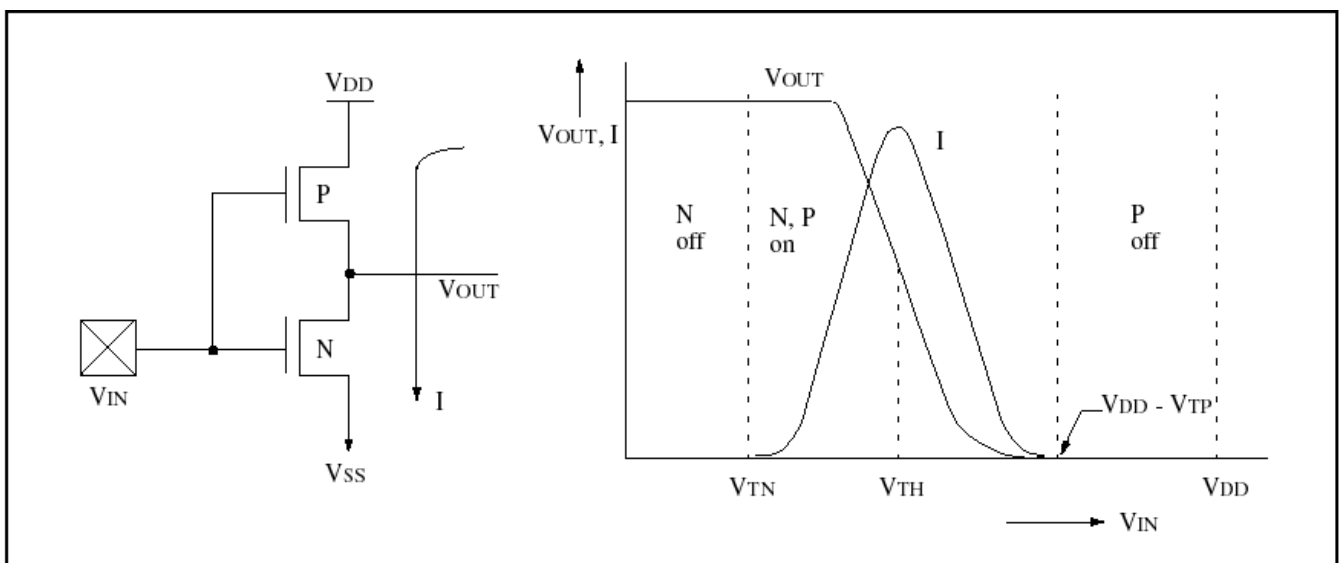 VDD
P
VOUT
N
VIN
I
VSS
VOUT, I
VOUT
I
N
off
N, P
on
P
off
VDD - VTP
VTN
VTH
VDD
VIN